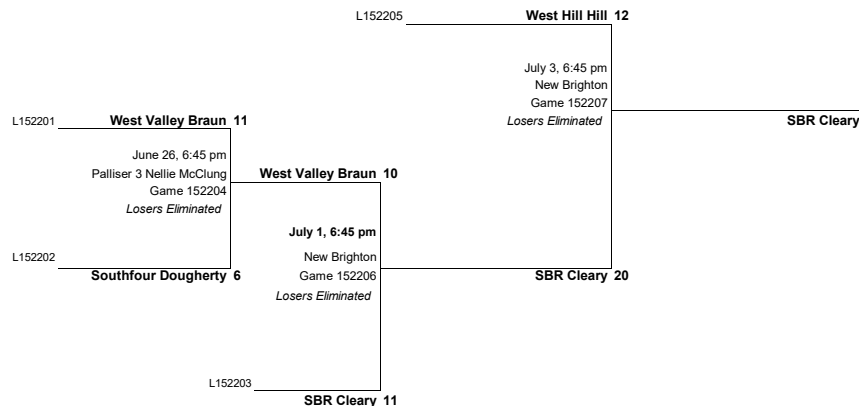 L152205 West Hill Hill 12
July 3, 6:45 pm
New Brighton
Game 152207
Losers Eliminated
SBR Cleary
L152201 West Valley Braun 11
June 26, 6:45 pm
Palliser 3 Nellie McClung
Game 152204
Losers Eliminated
West Valley Braun 10
L152202
Southfour Dougherty 6
July 1, 6:45 pm
New Brighton
Game 152206
Losers Eliminated
SBR Cleary 20
L152203
SBR Cleary 11